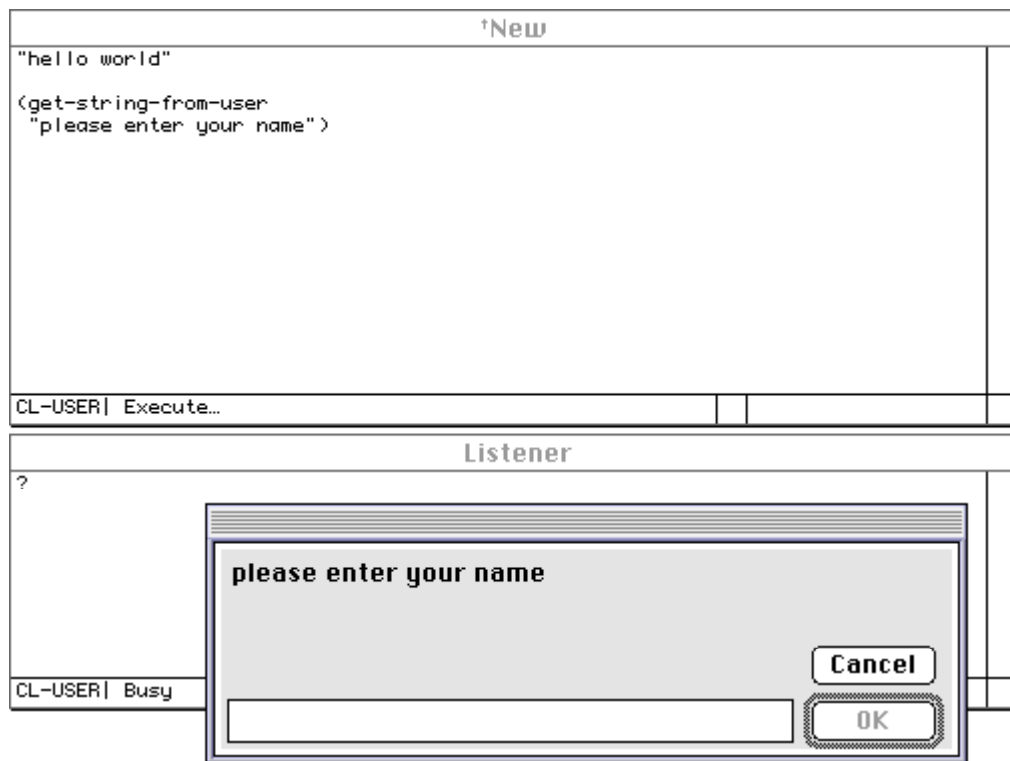 †New
"hello world"
(get-string-from-user
"please enter your name")
CL-USER| Execute…
Listener
?
please enter your name
Cancel
CL-USER| Busy
OK